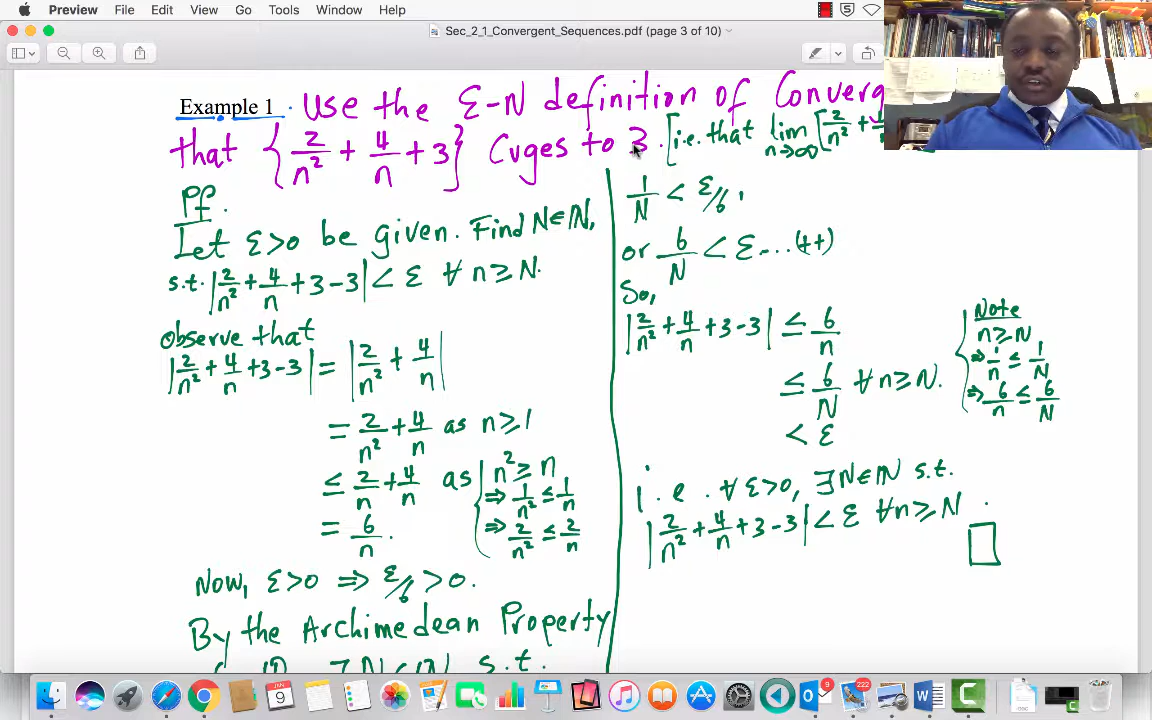 Preview File Edit View Go Tools Window Help
Sec_2_1_Convergent_Sequences.pdf (page 3 of 10)
Example 1. Use the ε-N definition of Converg
that {2/n² + 4/n + 3} Cvges to 3. [i.e. that lim n→∞ [2/n² + 4/
Pf.
Let ε>0 be given. Find N∈ℕ,
s.t. |2/n² + 4/n + 3-3| < ε ∀ n ≥ N.
observe that
|2/n² + 4/n + 3-3| = |2/n² + 4/n|
= 2/n² + 4/n as n ≥ 1
≤ 2/n + 4/n as
n² ≥ n
⇒ 1/n² ≤ 1/n
⇒ 2/n² ≤ 2/n
= 6/n.
Now, ε>0 ⇒ ε/6 > 0.
By the Archimedean Property
s.t.
1/N < ε/6,
or 6/N < ε ... (++)
So,
|2/n² + 4/n + 3-3| ≤ 6/n
≤ 6/N ∀ n ≥ N.
< ε
Note
n ≥ N
⇒ 1/n ≤ 1/N
⇒ 6/n ≤ 6/N
i.e. ∀ ε>0, ∃ N∈ℕ s.t.
|2/n² + 4/n + 3-3| < ε ∀ n ≥ N.
JAN
9
9
222